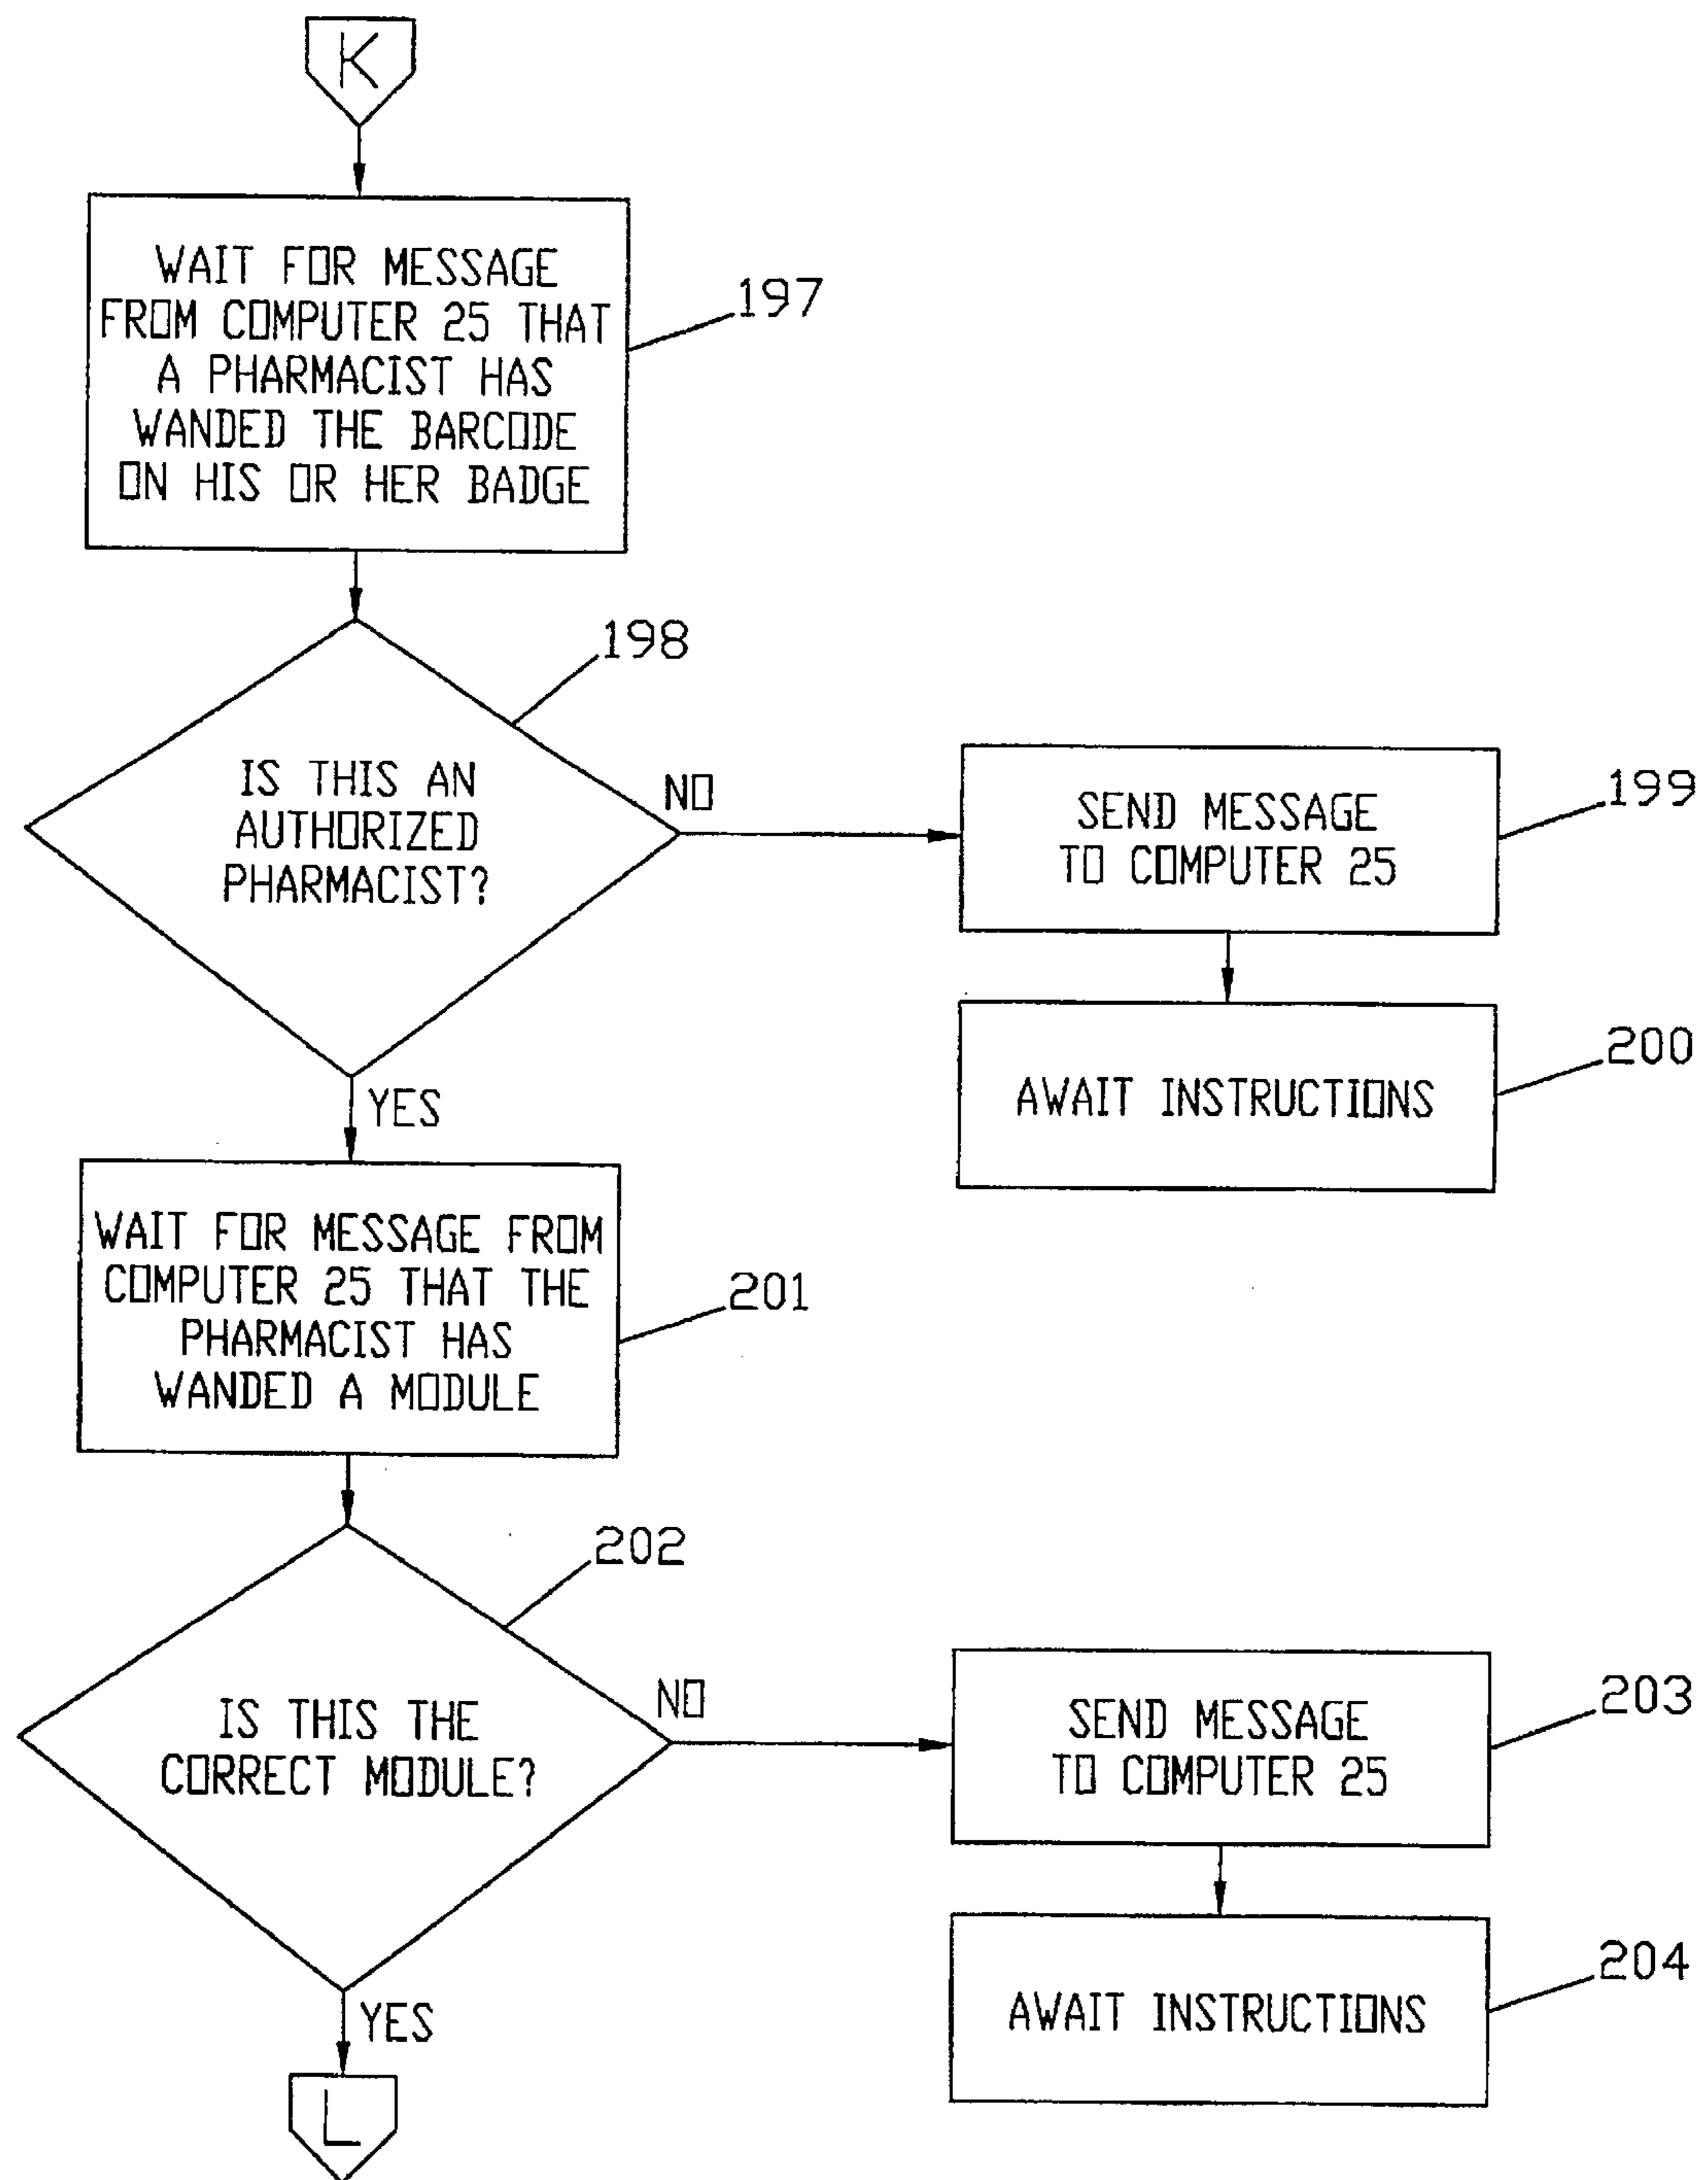 K
WAIT FOR MESSAGE
FROM COMPUTER 25 THAT
A PHARMACIST HAS
WANDED THE BARCODE
ON HIS OR HER BADGE
197
198
IS THIS AN
AUTHORIZED
PHARMACIST?
NO
SEND MESSAGE
TO COMPUTER 25
199
AWAIT INSTRUCTIONS
200
YES
WAIT FOR MESSAGE FROM
COMPUTER 25 THAT THE
PHARMACIST HAS
WANDED A MODULE
201
202
IS THIS THE
CORRECT MODULE?
NO
SEND MESSAGE
TO COMPUTER 25
203
AWAIT INSTRUCTIONS
204
YES
L